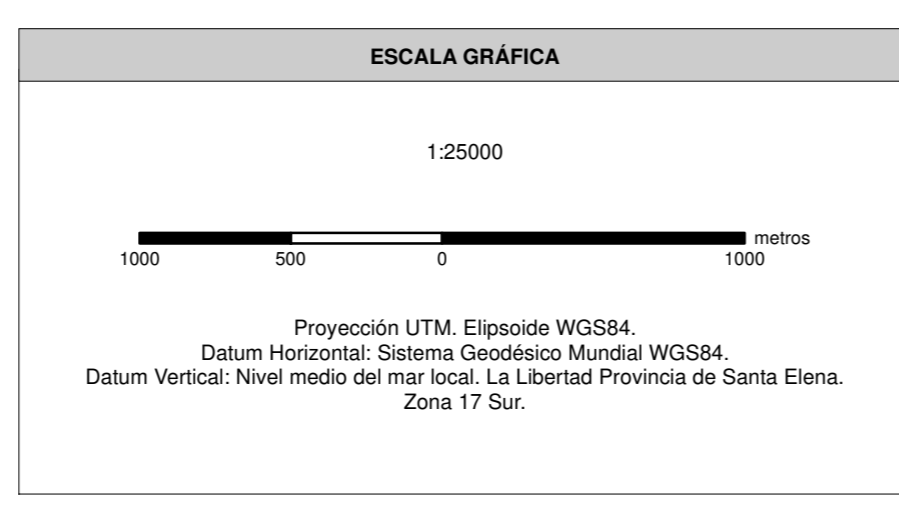 ESCALA GRÁFICA
1:25000
metros
1000 500 0 1000
Proyección UTM. Elipsoide WGS84.
Datum Horizontal: Sistema Geodésico Mundial WGS84.
Datum Vertical: Nivel medio del mar local. La Libertad Provincia de Santa Elena.
Zona 17 Sur.